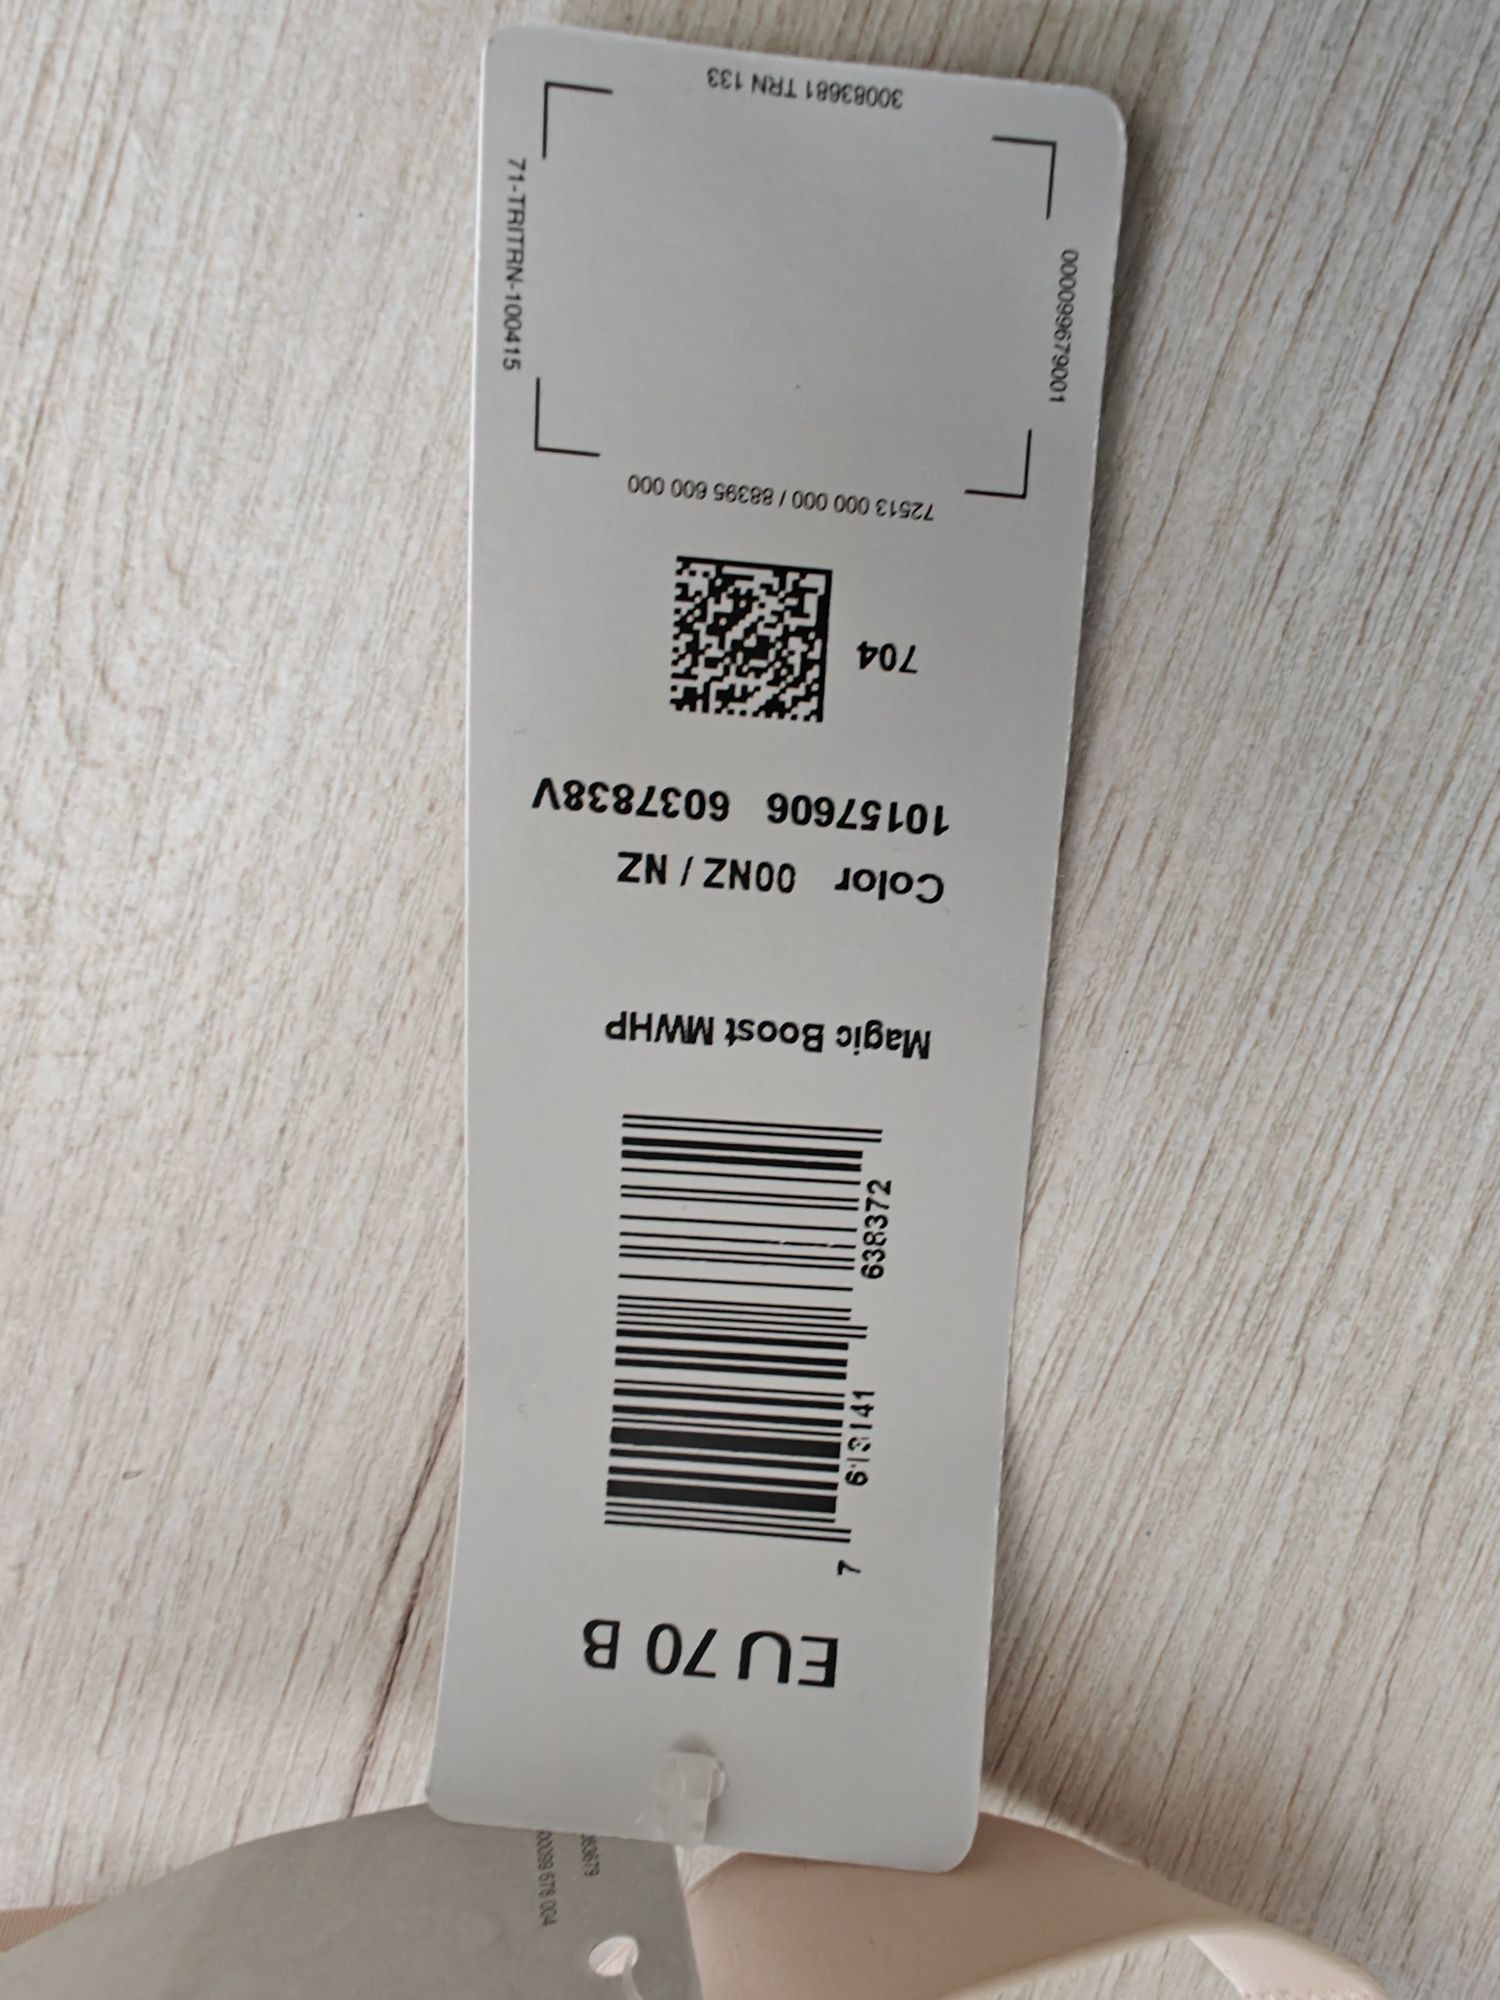 EU 70 B
7 613141 638372
Magic Boost MWHP
Color 00NZ / NZ
10157606 6037838V
704
72513 000 000 / 88395 600 000
000099679001
71-TRITRN-100415
30083681 TRN 133